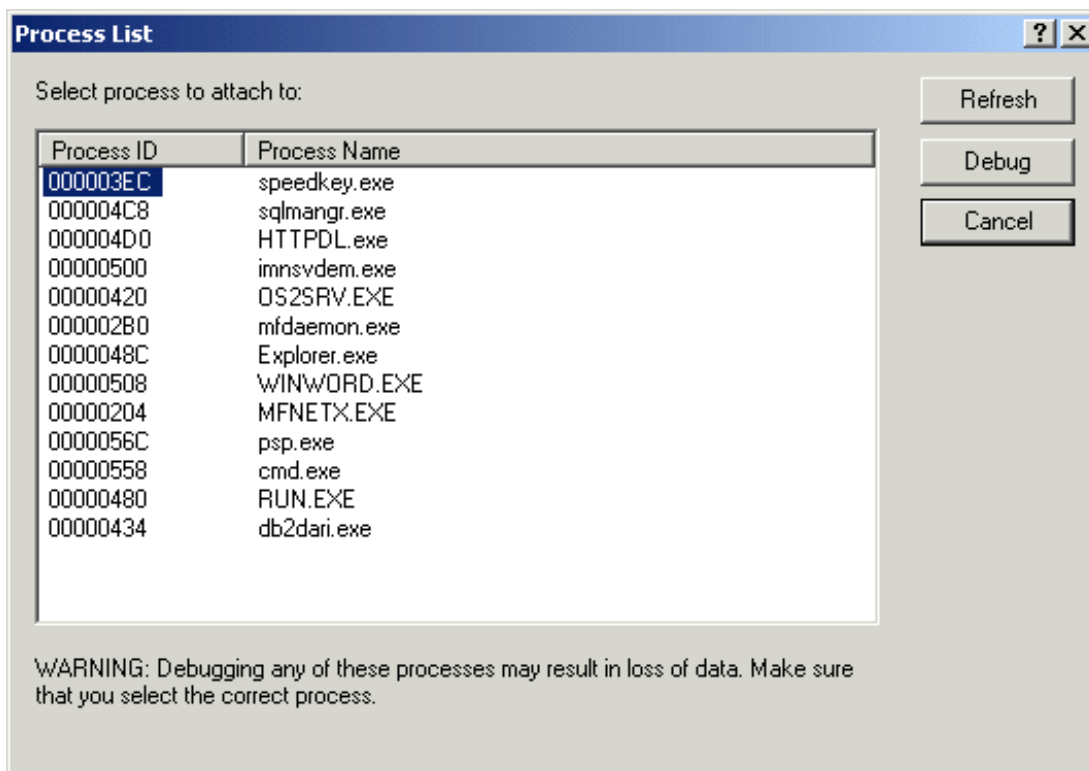 Process List
Select process to attach to:
Refresh
Process ID Process Name
Debug
000003EC speedkey.exe
000004C8 sqlmangr.exe
Cancel
000004D0 HTTPDL.exe
00000500 imnsvdem.exe
00000420 OS2SRV.EXE
000002B0 mfdaemon.exe
0000048C Explorer.exe
00000508 WINWORD.EXE
00000204 MFNETX.EXE
0000056C psp.exe
00000558 cmd.exe
00000480 RUN.EXE
00000434 db2dari.exe
WARNING: Debugging any of these processes may result in loss of data. Make sure
that you select the correct process.